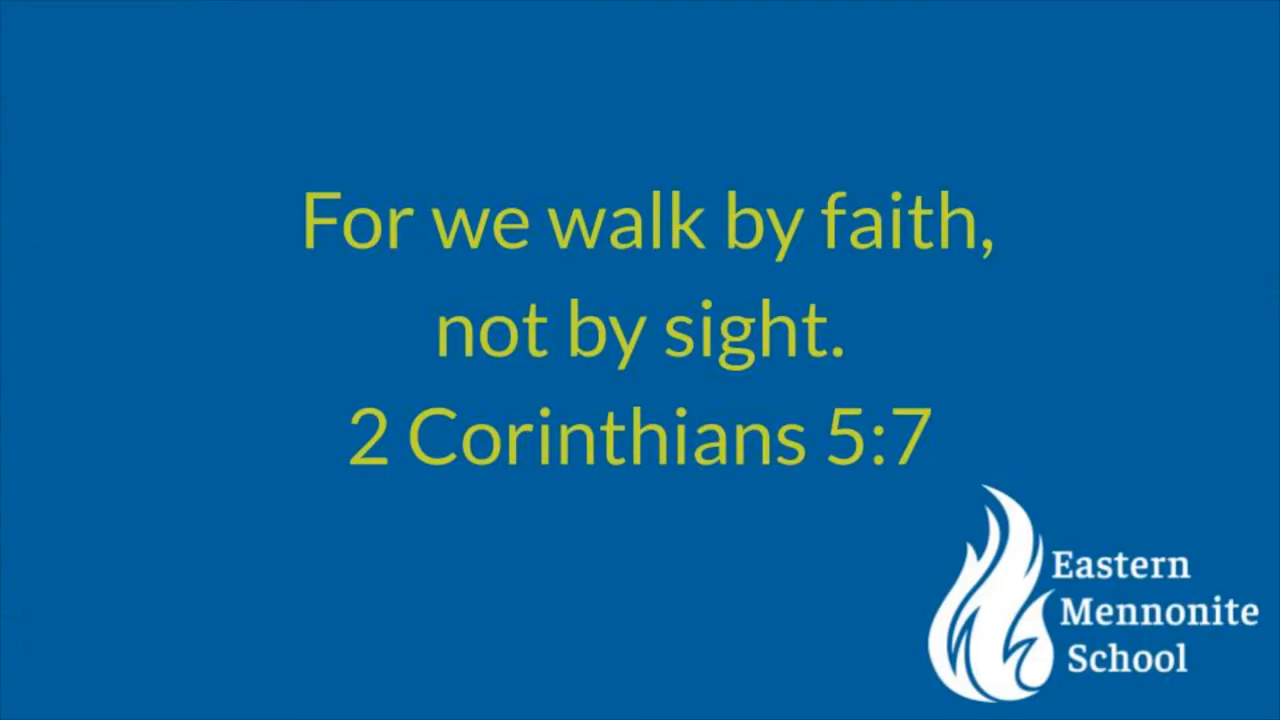 For we walk by faith,
not by sight.
2 Corinthians 5:7
Eastern
Mennonite
School